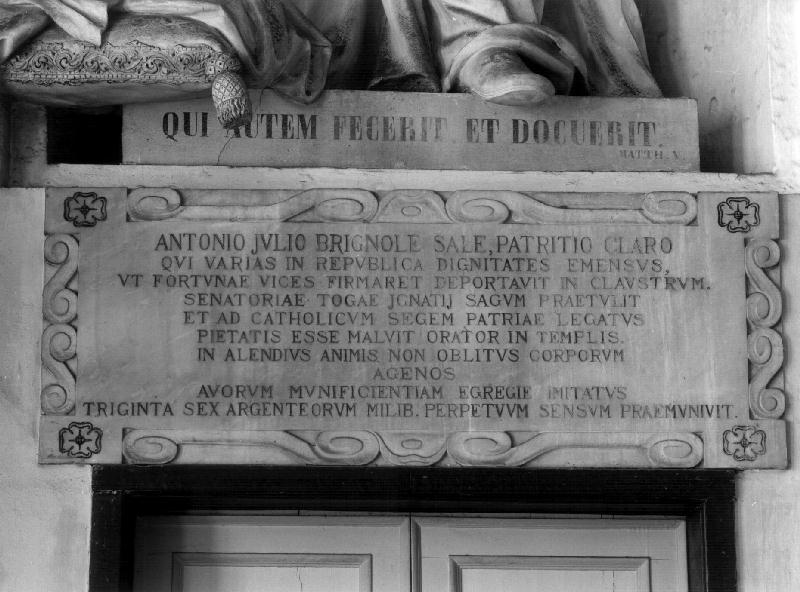 QUI AUTEM FECERIT ET DOCUERIT.
MATTH. V.
ANTONIO JVLIO BRIGNOLE SALE, PATRITIO CLARO
QVI VARIAS IN REPVBLICA DIGNITATES EMENSVS,
VT FORTVNAE VICES FIRMARET DEPORTAVIT IN CLAVSTRVM.
SENATORIAE TOGAE JGNATIJ SAGVM PRAETVLIT
ET AD CATHOLICVM SEGEM PATRIAE LEGATVS
PIETATIS ESSE MALVIT ORATOR IN TEMPLIS.
IN ALENDIVS ANIMIS NON OBLITVS CORPORVM
AGENOS
AVORVM MVNIFICIENTIAM EGREGIE IMITATVS
TRIGINTA SEX ARGENTEORVM MILIB. PERPETVVM SENSVM PRAEMVNIVIT.